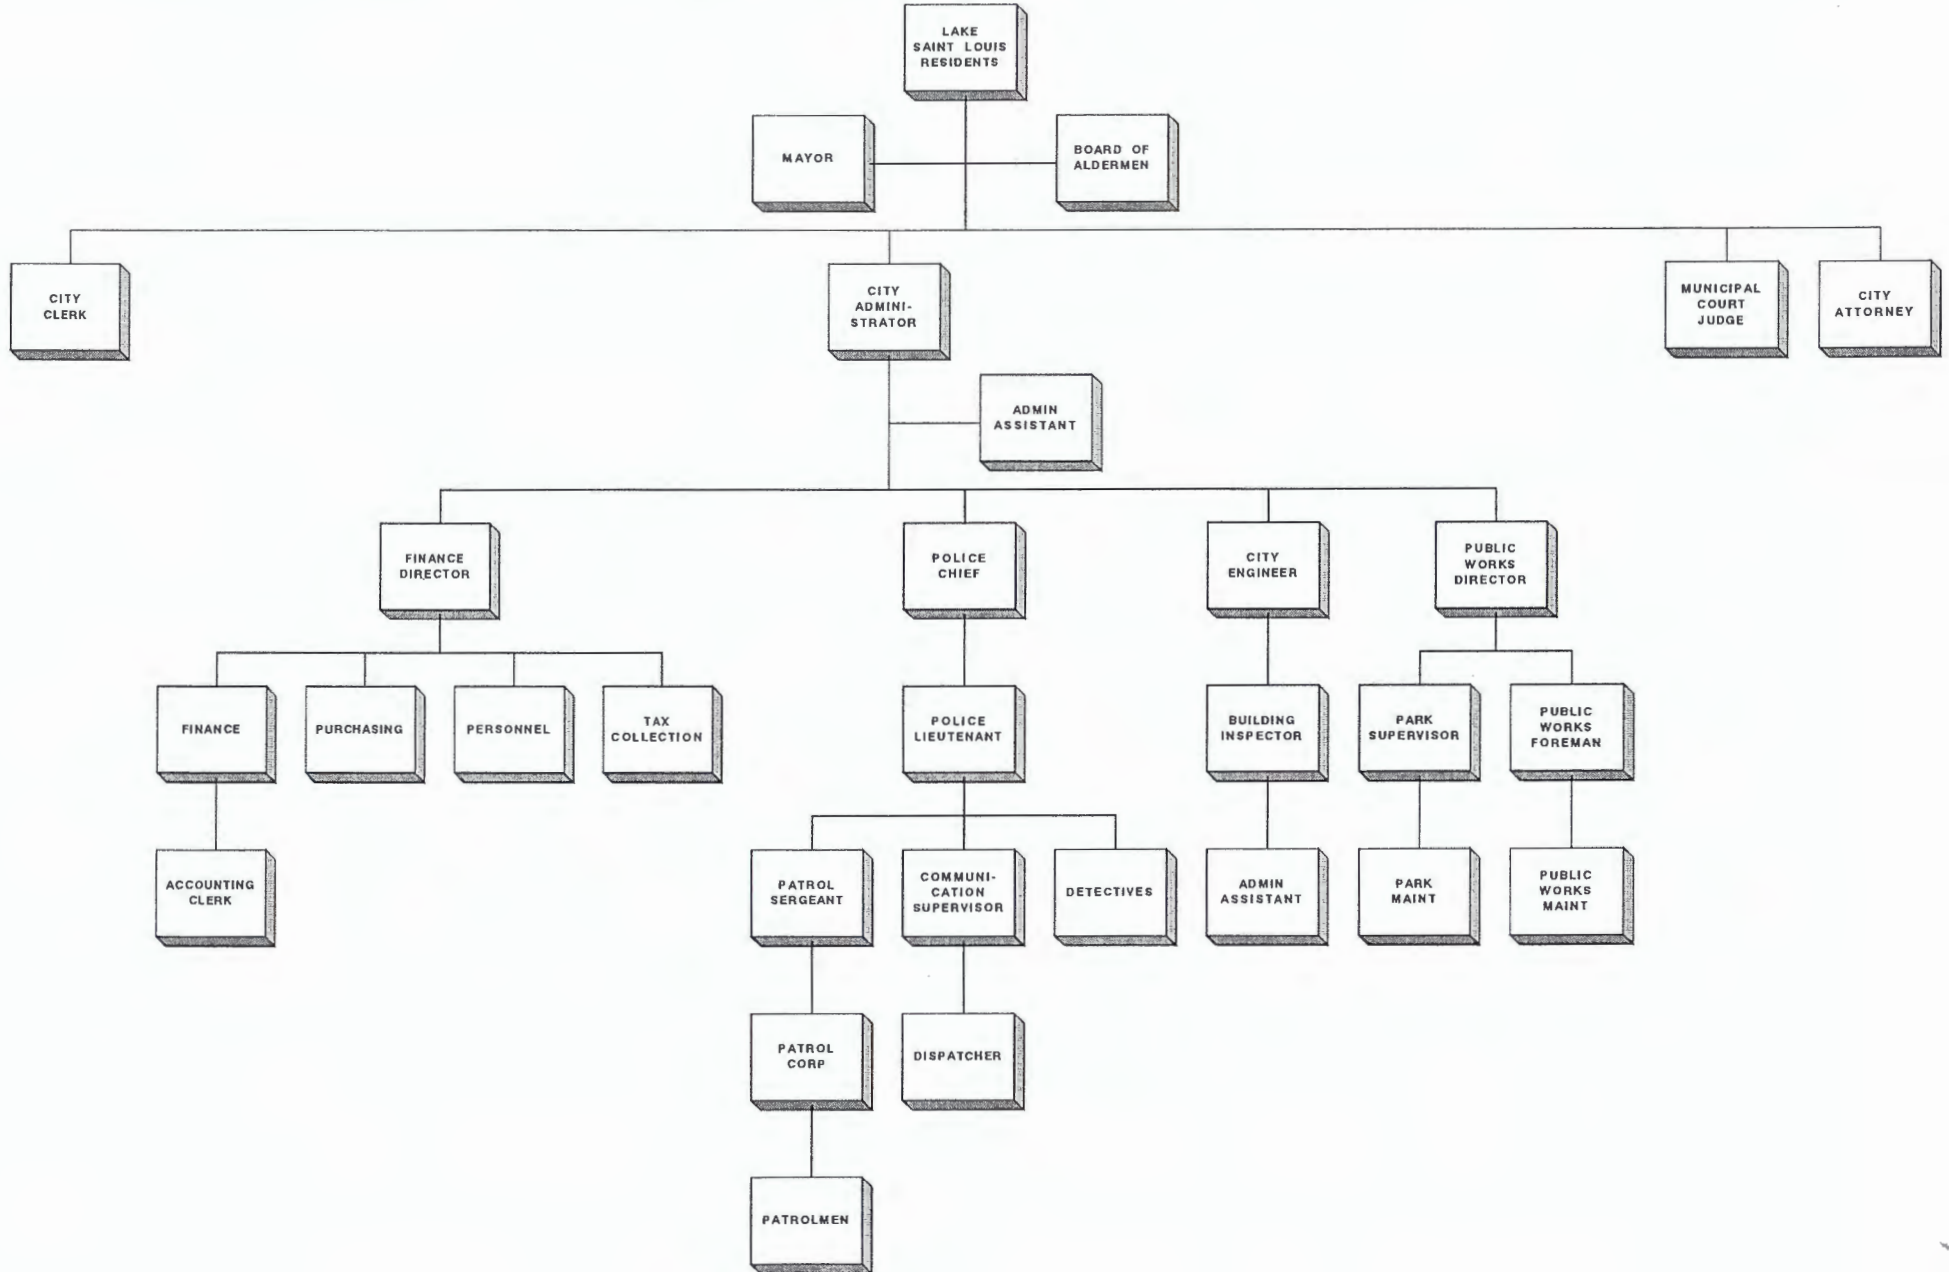 LAKE
SAINT LOUIS
RESIDENTS
MAYOR
BOARD OF
ALDERMEN
CITY
CLERK
CITY
ADMINI-
STRATOR
MUNICIPAL
COURT
JUDGE
CITY
ATTORNEY
ADMIN
ASSISTANT
FINANCE
DIRECTOR
POLICE
CHIEF
CITY
ENGINEER
PUBLIC
WORKS
DIRECTOR
FINANCE
PURCHASING
PERSONNEL
TAX
COLLECTION
POLICE
LIEUTENANT
BUILDING
INSPECTOR
PARK
SUPERVISOR
PUBLIC
WORKS
FOREMAN
ACCOUNTING
CLERK
PATROL
SERGEANT
COMMUNI-
CATION
SUPERVISOR
DETECTIVES
ADMIN
ASSISTANT
PARK
MAINT
PUBLIC
WORKS
MAINT
PATROL
CORP
DISPATCHER
PATROLMEN